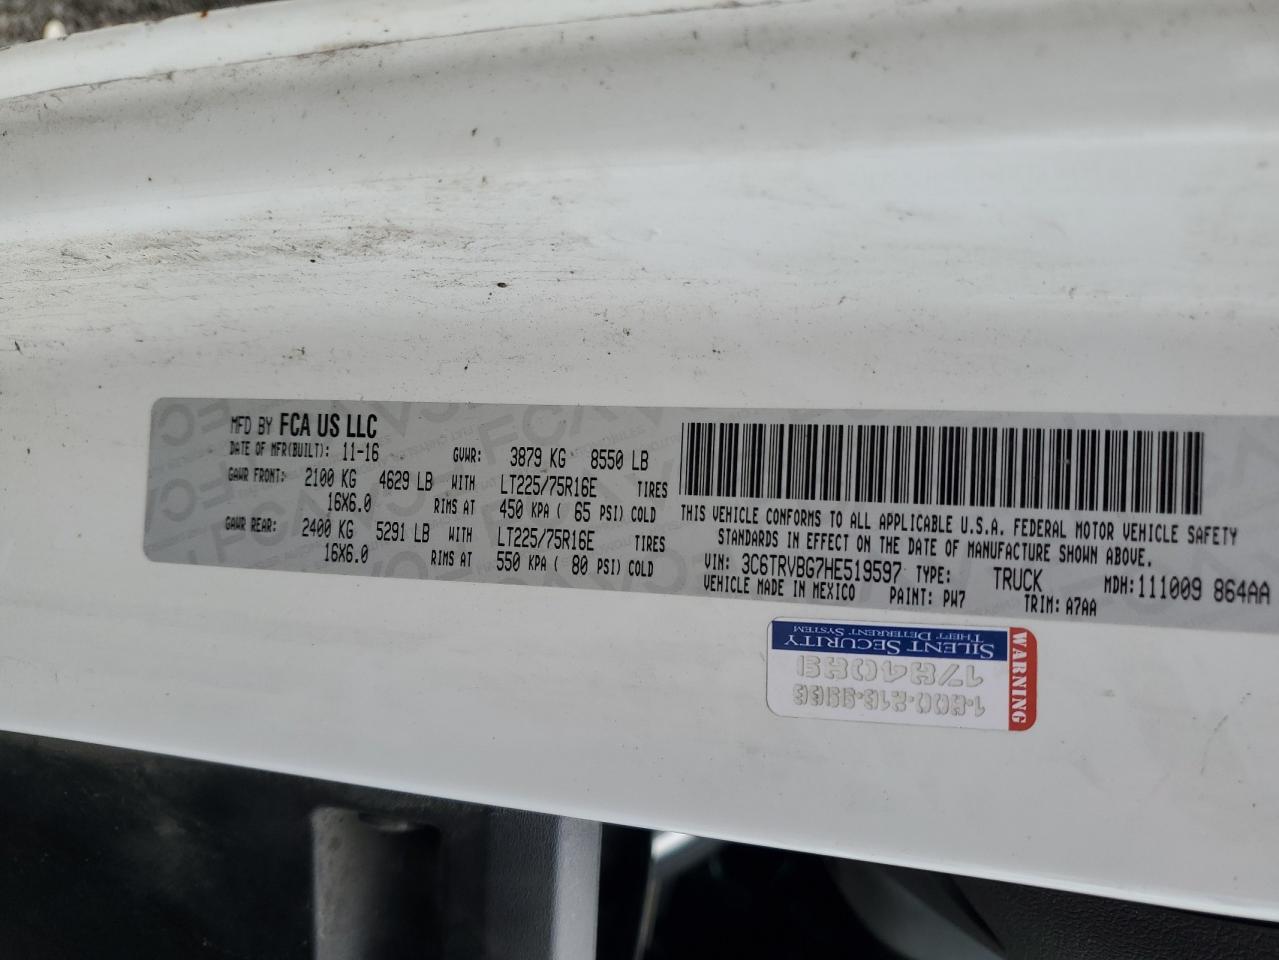 MFD BY FCA US LLC
DATE OF MFR(BUILT): 11-16 GVWR: 3879 KG 8550 LB
GAWR FRONT: 2100 KG 4629 LB WITH LT225/75R16E TIRES
16X6.0 RIMS AT 450 KPA ( 65 PSI) COLD
GAWR REAR: 2400 KG 5291 LB WITH LT225/75R16E TIRES
16X6.0 RIMS AT 550 KPA ( 80 PSI) COLD
THIS VEHICLE CONFORMS TO ALL APPLICABLE U.S.A. FEDERAL MOTOR VEHICLE SAFETY
STANDARDS IN EFFECT ON THE DATE OF MANUFACTURE SHOWN ABOVE.
VIN: 3C6TRVBG7HE519597 TYPE: TRUCK MDH: 111009 864AA
VEHICLE MADE IN MEXICO PAINT: PW7 TRIM: A7AA
WARNING
SILENT SECURITY
THEFT DETERRENT SYSTEM